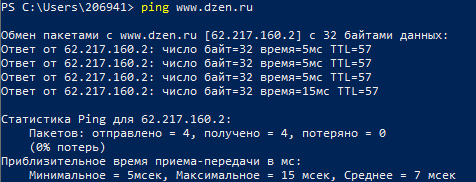 PS C:\Users\206941> ping www.dzen.ru
Обмен пакетами с www.dzen.ru [62.217.160.2] с 32 байтами данных:
Ответ от 62.217.160.2: число байт=32 время=5мс TTL=57
Ответ от 62.217.160.2: число байт=32 время=5мс TTL=57
Ответ от 62.217.160.2: число байт=32 время=5мс TTL=57
Ответ от 62.217.160.2: число байт=32 время=15мс TTL=57
Статистика Ping для 62.217.160.2:
Пакетов: отправлено = 4, получено = 4, потеряно = 0
(0% потерь)
Приблизительное время приема-передачи в мс:
Минимальное = 5мсек, Максимальное = 15 мсек, Среднее = 7 мсек